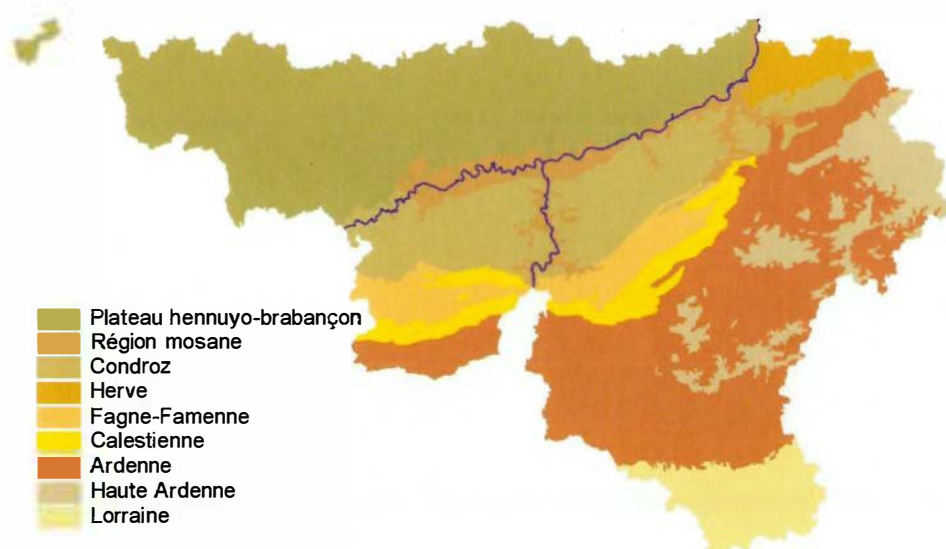 Plateau hennuyo-brabançon
Région mosane
Condroz
Herve
Fagne-Famenne
Calestienne
Ardenne
Haute Ardenne
Lorraine